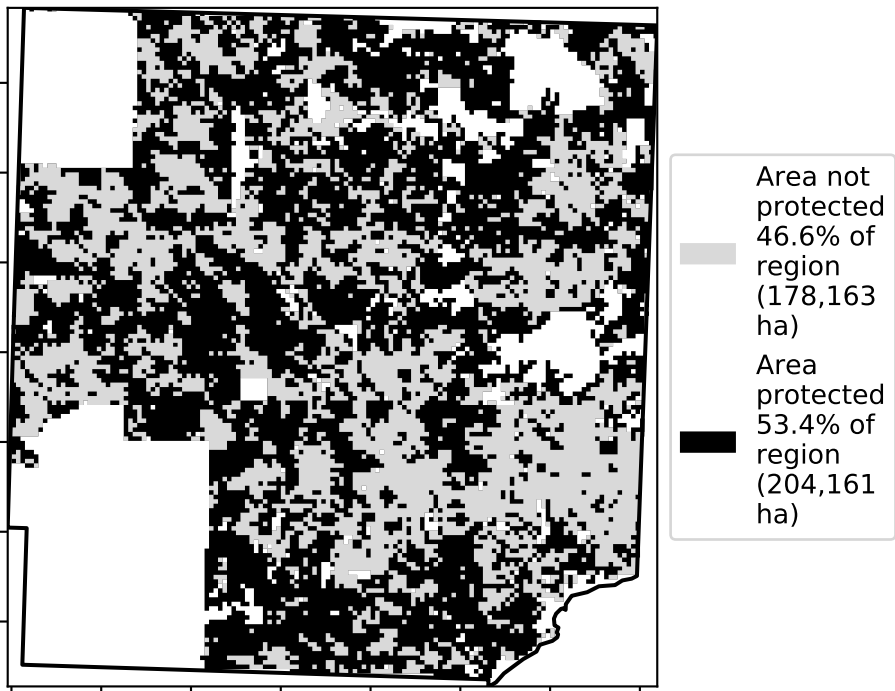 Area not
protected
46.6% of
region
(178,163
ha)
Area
protected
53.4% of
region
(204,161
ha)